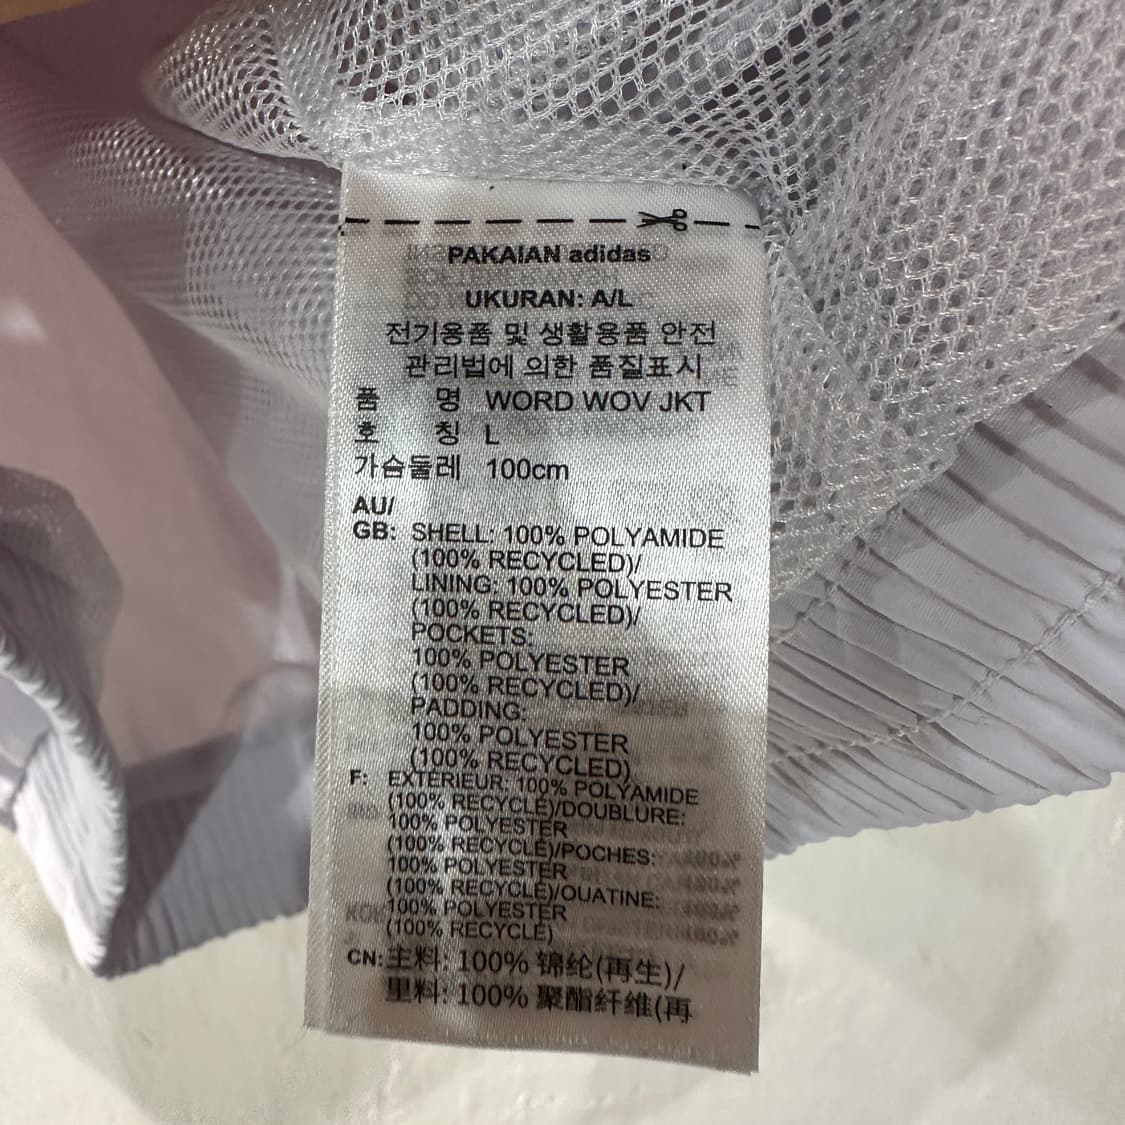 PAKAIAN adidas
UKURAN: A/L
전기용품 및 생활용품 안전
관리법에 의한 품질표시
품 명 WORD WOV JKT
호 칭 L
가슴둘레 100cm
AU/
GB: SHELL: 100% POLYAMIDE
(100% RECYCLED)/
LINING: 100% POLYESTER
(100% RECYCLED)/
POCKETS:
100% POLYESTER
(100% RECYCLED)/
PADDING:
100% POLYESTER
(100% RECYCLED)
F: EXTERIEUR: 100% POLYAMIDE
(100% RECYCLÉ)/DOUBLURE:
100% POLYESTER
(100% RECYCLÉ)/POCHES:
100% POLYESTER
(100% RECYCLÉ)/OUATINE:
100% POLYESTER
(100% RECYCLÉ)
CN: 主料: 100% 锦纶(再生)/
里料: 100% 聚酯纤维(再